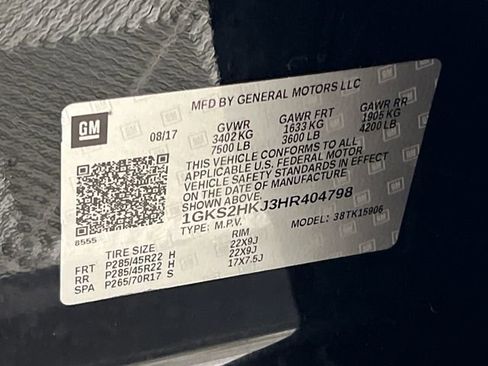 MFD BY GENERAL MOTORS LLC
GM
08/17
GVWR GAWR FRT GAWR RR
3402 KG 1633 KG 1905 KG
7500 LB 3600 LB 4200 LB
THIS VEHICLE CONFORMS TO ALL
APPLICABLE U.S. FEDERAL MOTOR
VEHICLE SAFETY STANDARDS IN EFFECT
ON THE DATE OF MANUFACTURE
SHOWN ABOVE.
1GKS2HKJ3HR404798
TYPE: M.P.V. MODEL: 38TK15906
8555
TIRE SIZE RIM
FRT P285/45R22 H 22X9J
RR P285/45R22 H 22X9J
SPA P265/70R17 S 17X7.5J